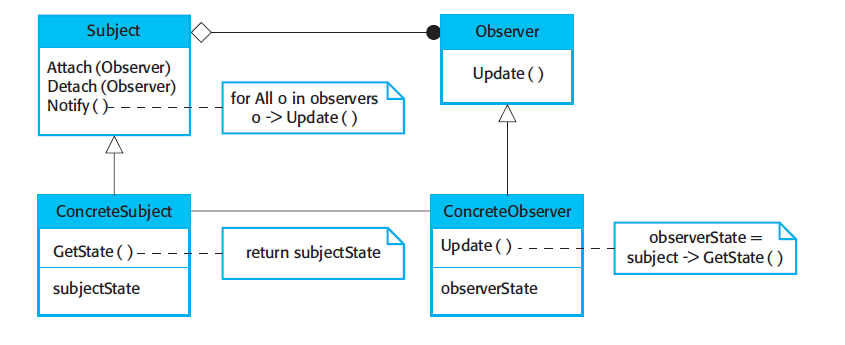 Subject
Observer
Attach (Observer)
Detach (Observer)
Notify ( )
Update ( )
for All o in observers
o -> Update ( )
ConcreteSubject
ConcreteObserver
GetState ( )
return subjectState
Update ( )
observerState =
subject -> GetState ( )
subjectState
observerState